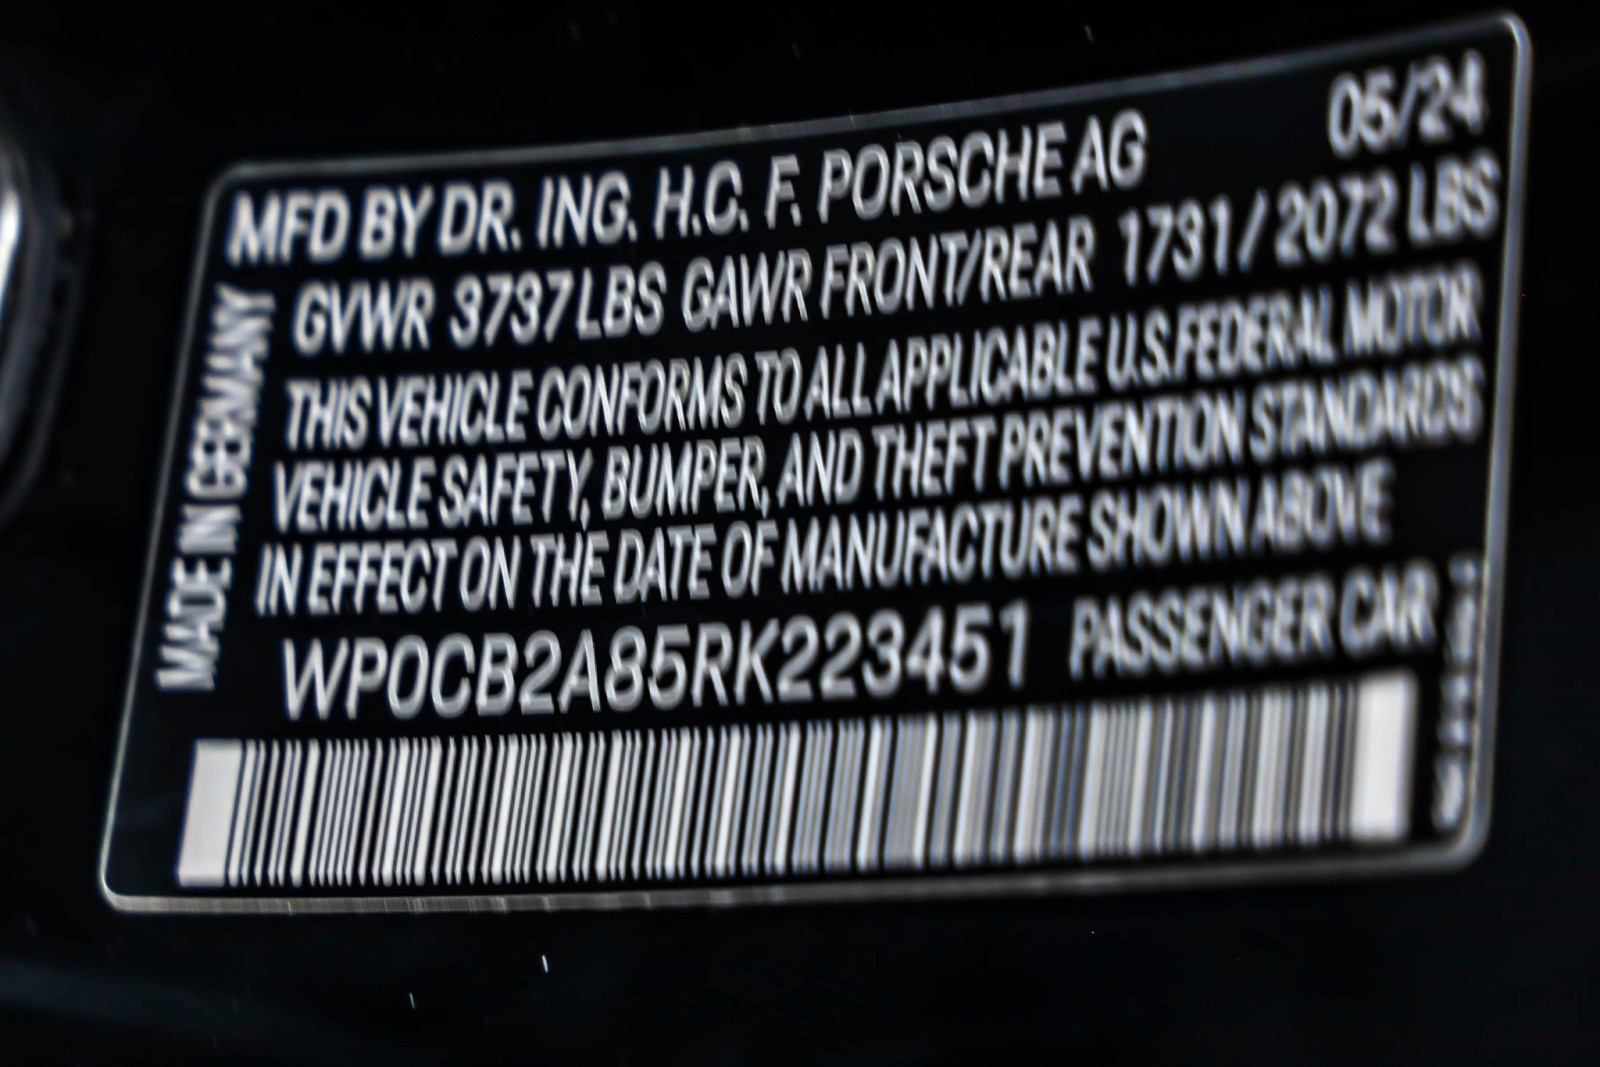 MFD BY DR. ING. H.C. F. PORSCHE AG 05/24
GVWR 3737 LBS GAWR FRONT/REAR 1731 / 2072 LBS
THIS VEHICLE CONFORMS TO ALL APPLICABLE U.S.FEDERAL MOTOR
VEHICLE SAFETY, BUMPER, AND THEFT PREVENTION STANDARDS
IN EFFECT ON THE DATE OF MANUFACTURE SHOWN ABOVE
WP0CB2A85RK223451 PASSENGER CAR
MADE IN GERMANY